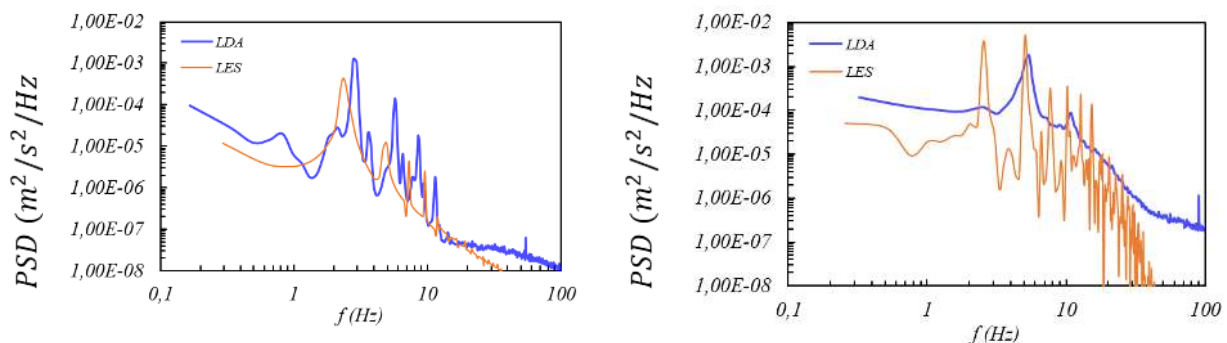 PSD (m²/s²/Hz
1,00E-02
1,00E-03
1,00E-04
1,00E-05
1,00E-06
1,00E-07
1,00E-08
LDA
LES
0,1
1
10
100
f (Hz)
PSD (m²/s²/Hz
1,00E-02
1,00E-03
1,00E-04
1,00E-05
1,00E-06
1,00E-07
1,00E-08
LDA
LES
0,1
1
10
100
f (Hz)